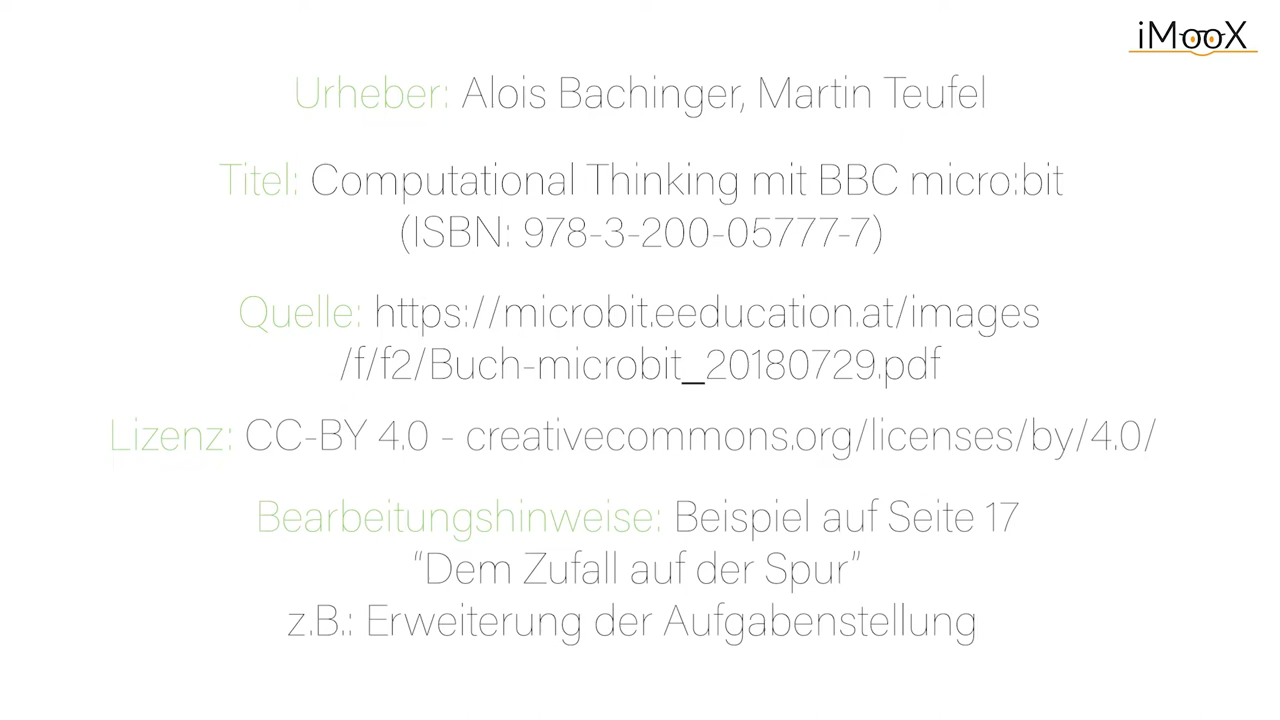 iMooX
Urheber: Alois Bachinger, Martin Teufel
Titel: Computational Thinking mit BBC micro:bit
(ISBN: 978-3-200-05777-7)
Quelle: https://microbit.eeducation.at/images
/f/f2/Buch-microbit_20180729.pdf
Lizenz: CC-BY 4.0 - creativecommons.org/licenses/by/4.0/
Bearbeitungshinweise: Beispiel auf Seite 17
“Dem Zufall auf der Spur”
z.B.: Erweiterung der Aufgabenstellung